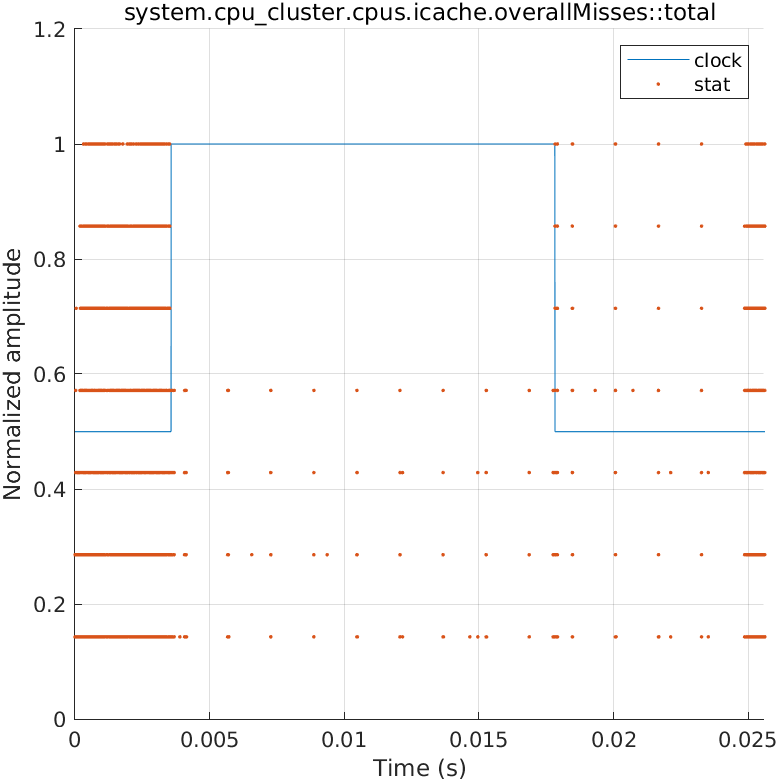 system.cpu_cluster.cpus.icache.overallMisses::total
1.2
1
0.8
0.6
0.4
0.2
0
Normalized amplitude
clock
stat
0 0.005 0.01 0.015 0.02 0.025
Time (s)